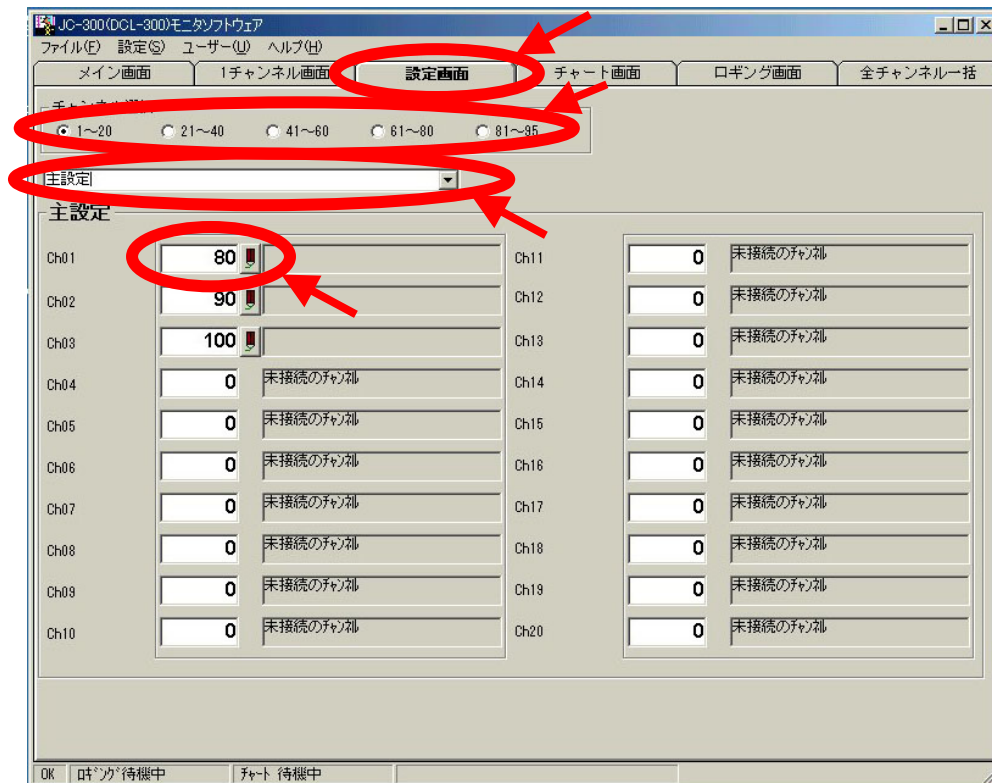 JC-300(DCL-300)モニタソフトウェア
ファイル(F) 設定(S) ユーザー(U) ヘルプ(H)
メイン画面 1チャンネル画面 設定画面 チャート画面 ロギング画面 全チャンネル一括
1～20 21～40 41～60 61～80 81～95
主設定
主設定
Ch01 80 Ch11 0 未接続のチャンネル
Ch02 90 Ch12 0 未接続のチャンネル
Ch03 100 Ch13 0 未接続のチャンネル
Ch04 0 未接続のチャンネル Ch14 0 未接続のチャンネル
Ch05 0 未接続のチャンネル Ch15 0 未接続のチャンネル
Ch06 0 未接続のチャンネル Ch16 0 未接続のチャンネル
Ch07 0 未接続のチャンネル Ch17 0 未接続のチャンネル
Ch08 0 未接続のチャンネル Ch18 0 未接続のチャンネル
Ch09 0 未接続のチャンネル Ch19 0 未接続のチャンネル
Ch10 0 未接続のチャンネル Ch20 0 未接続のチャンネル
OK ロギング待機中 チャート 待機中